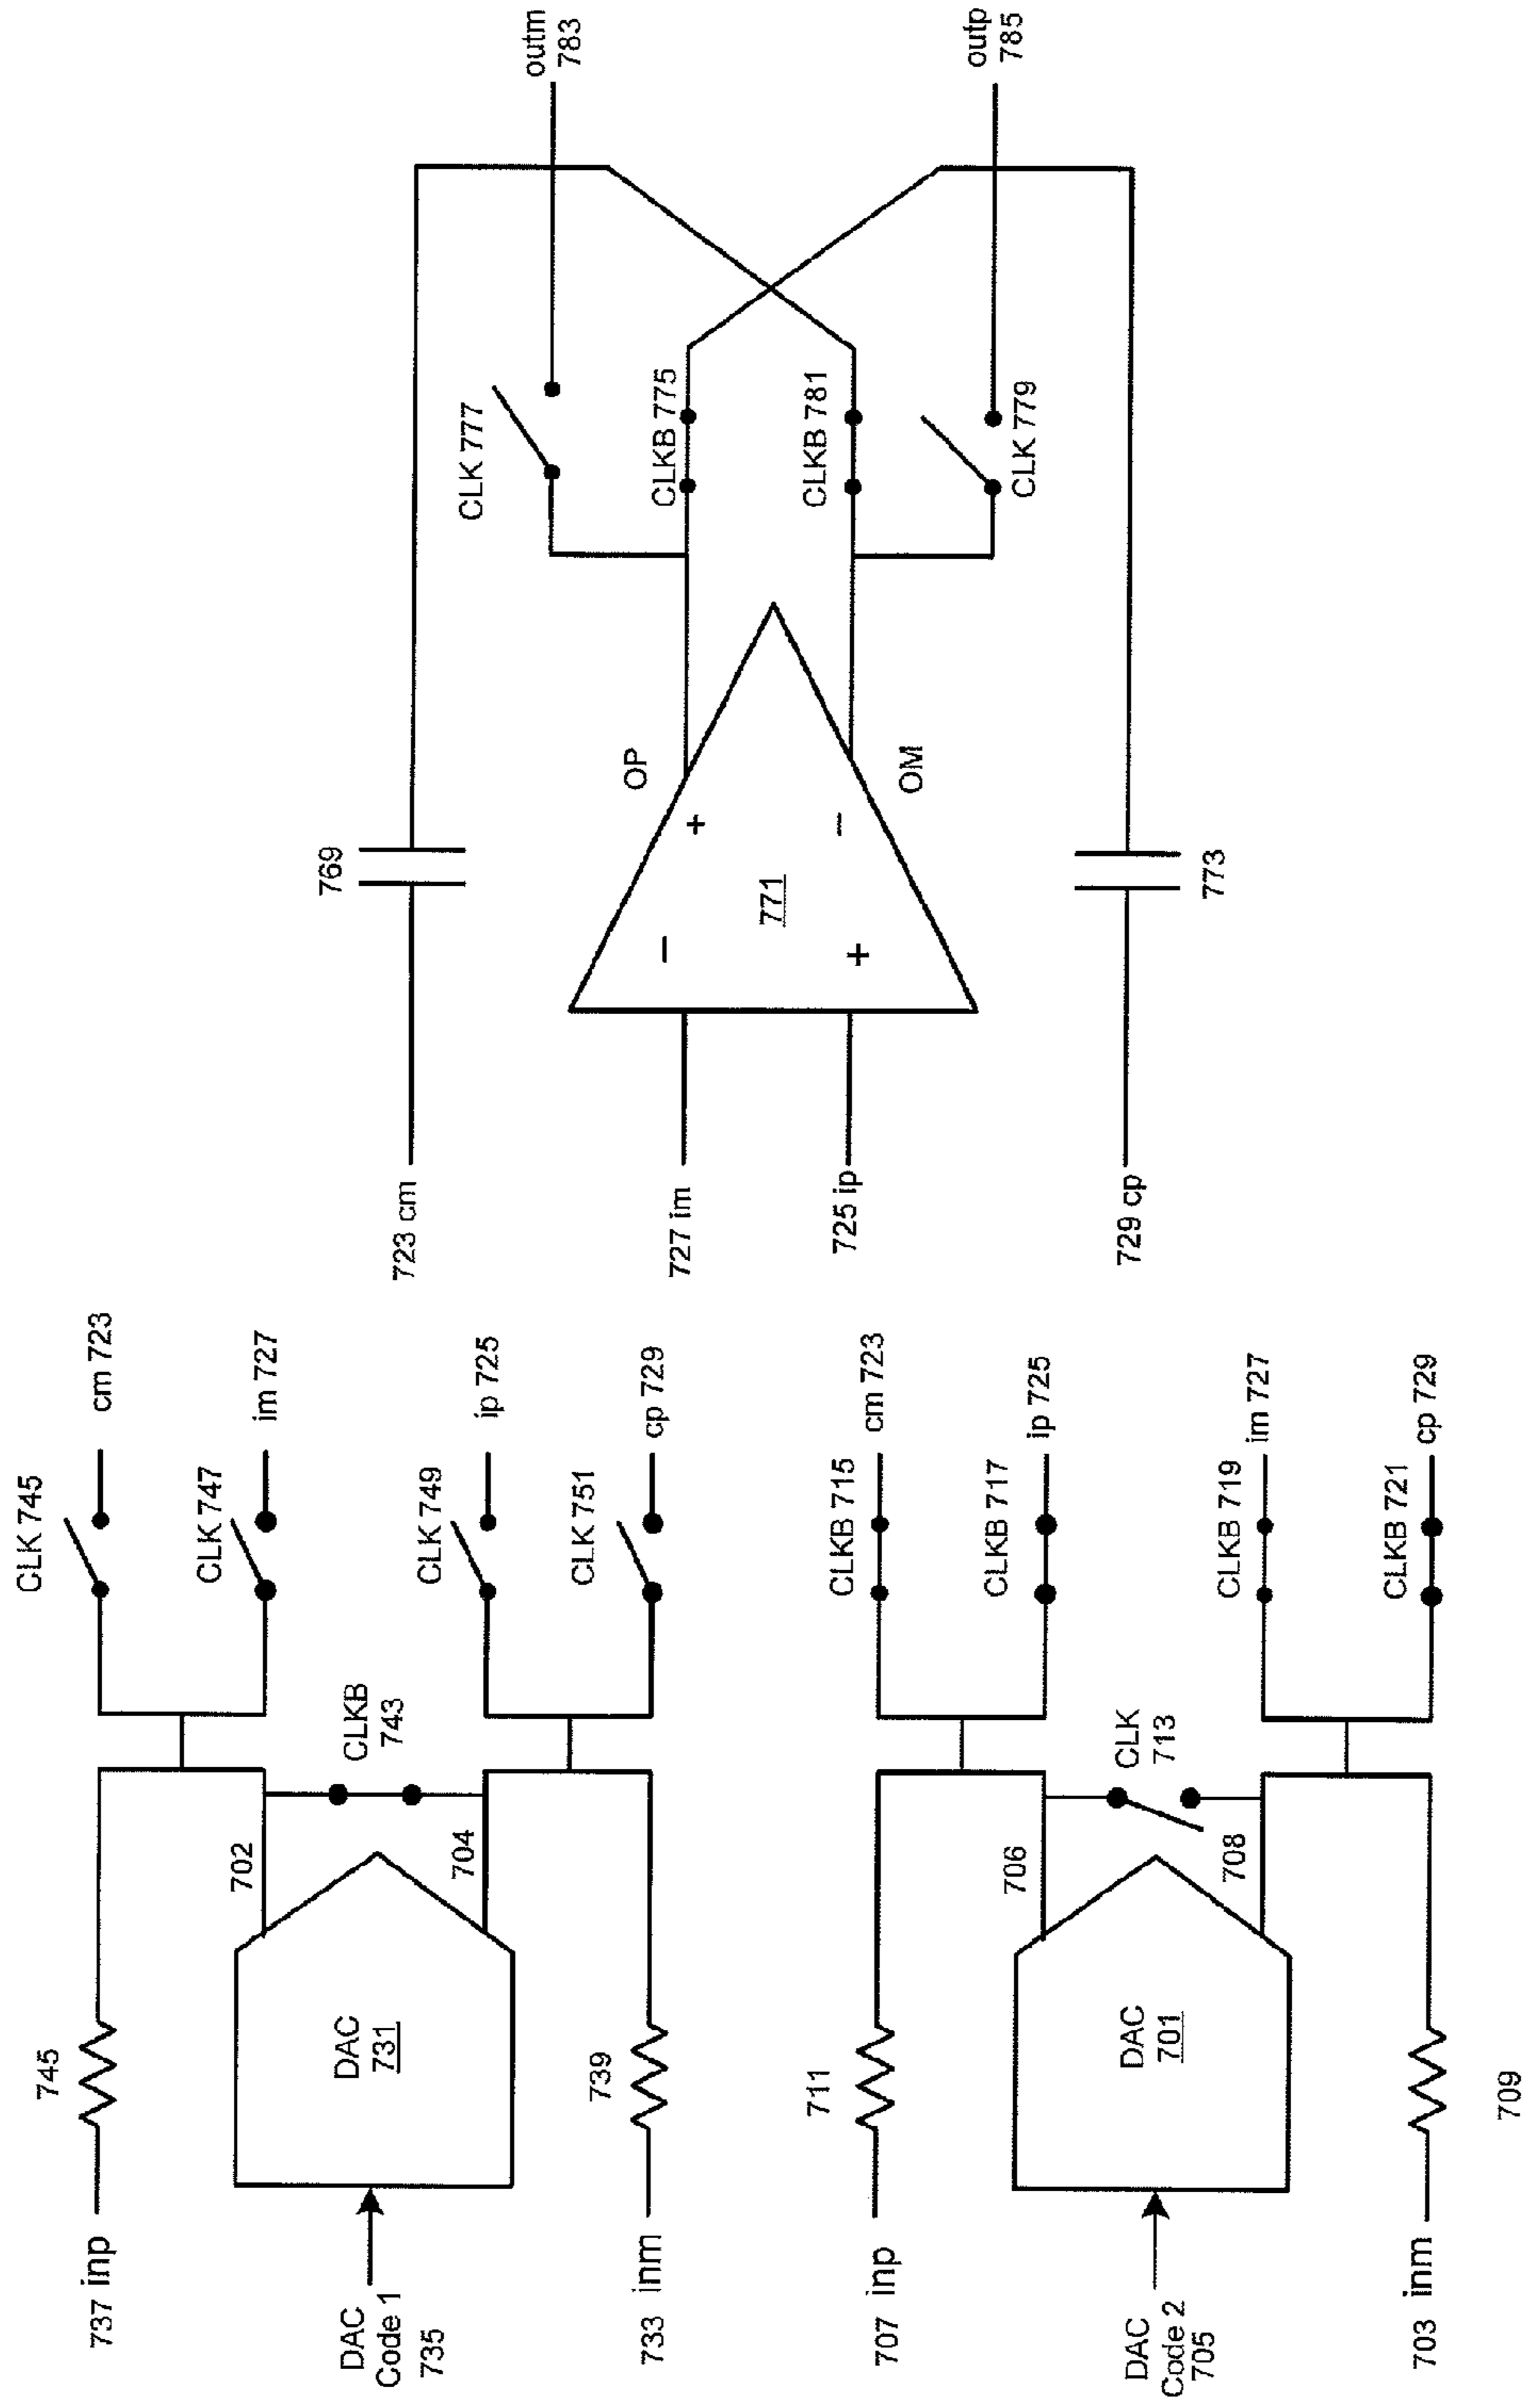 745
737 inp
DAC
Code 1
735
DAC
731
702
704
CLKB
743
739
733 inm
CLK 745
cm 723
CLK 747
im 727
CLK 749
ip 725
CLK 751
cp 729
711
707 inp
DAC
Code 2
705
DAC
701
706
708
CLK
713
703 inm
709
CLKB 715
cm 723
CLKB 717
ip 725
CLKB 719
im 727
CLKB 721
cp 729
723 cm
769
727 im
725 ip
729 cp
773
−
+
771
+
−
OP
OM
CLK 777
CLKB 775
CLKB 781
CLK 779
outm
783
outp
785